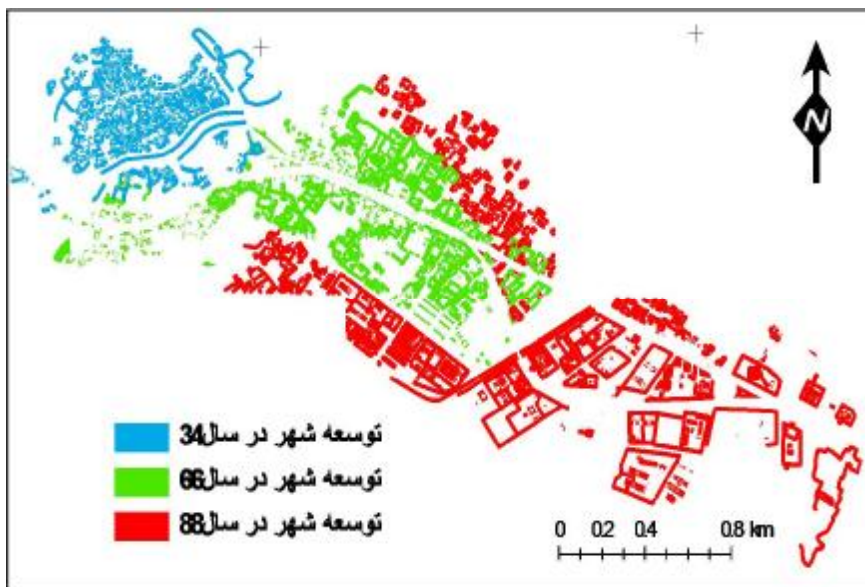 N
توسعه شهر در سال34
توسعه شهر در سال66
توسعه شهر در سال88
0 0.2 0.4 0.8 km